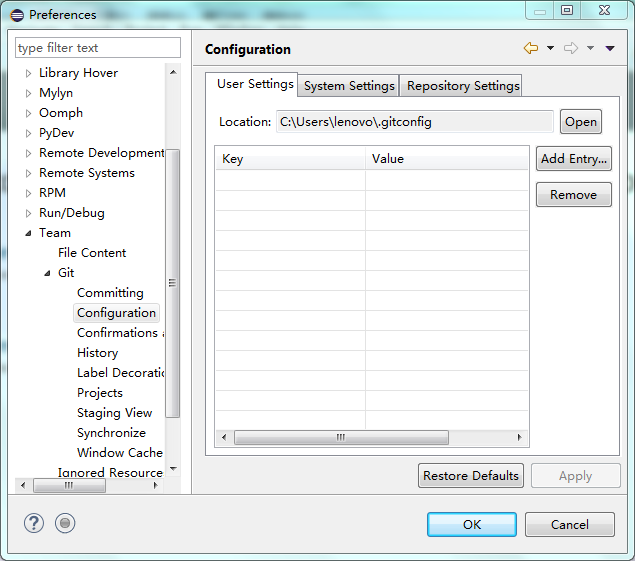 Preferences
type filter text
Library Hover
Mylyn
Oomph
PyDev
Remote Development
Remote Systems
RPM
Run/Debug
Team
File Content
Git
Committing
Configuration
Confirmations a
History
Label Decoratic
Projects
Staging View
Synchronize
Window Cache
Ignored Resource
Configuration
User Settings System Settings Repository Settings
Location: C:\Users\lenovo\.gitconfig Open
Key Value Add Entry...
Remove
Restore Defaults Apply
OK Cancel